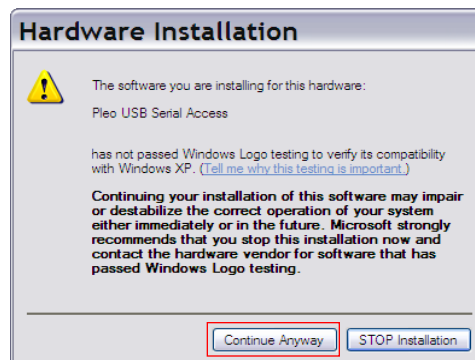 Hardware Installation
The software you are installing for this hardware:
Pleo USB Serial Access
has not passed Windows Logo testing to verify its compatibility
with Windows XP. (Tell me why this testing is important.)
Continuing your installation of this software may impair
or destabilize the correct operation of your system
either immediately or in the future. Microsoft strongly
recommends that you stop this installation now and
contact the hardware vendor for software that has
passed Windows Logo testing.
Continue Anyway
STOP Installation